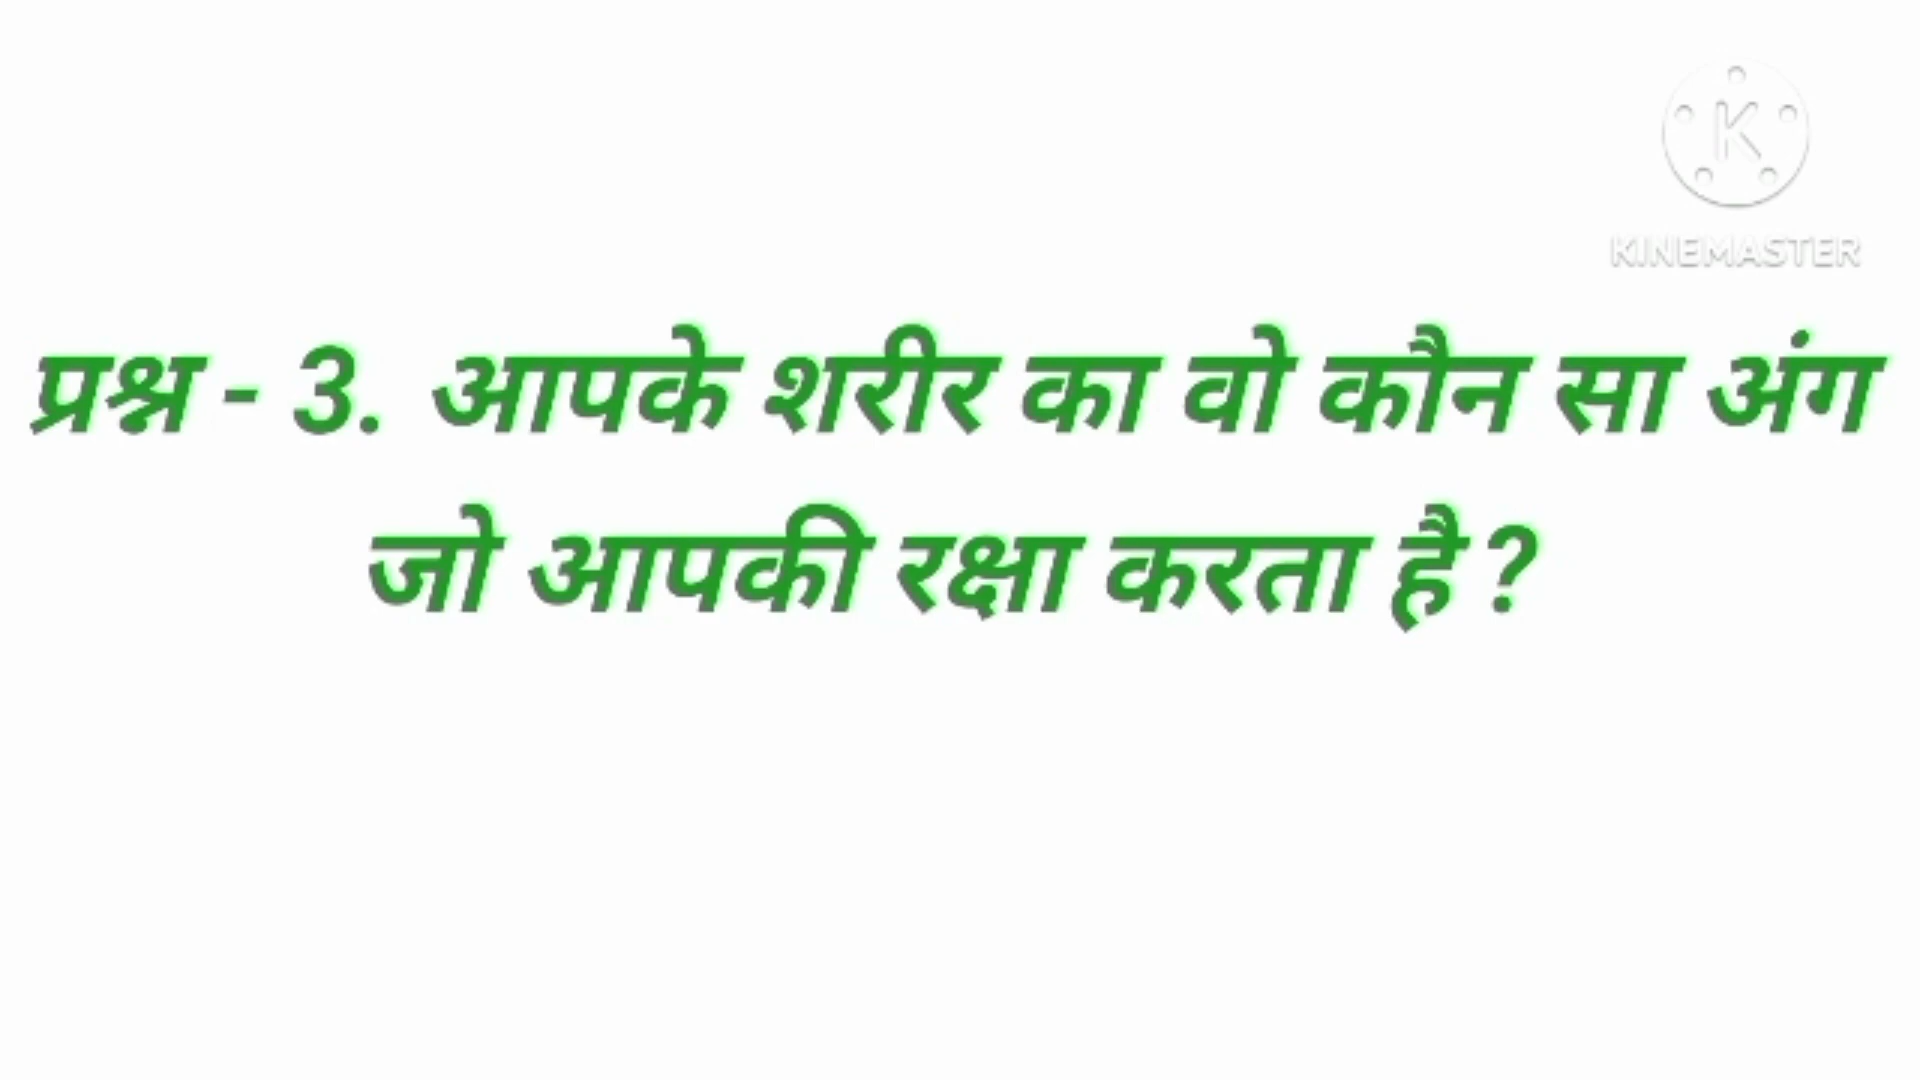 KINEMASTER
प्रश्न - 3. आपके शरीर का वो कौन सा अंग
जो आपकी रक्षा करता है ?